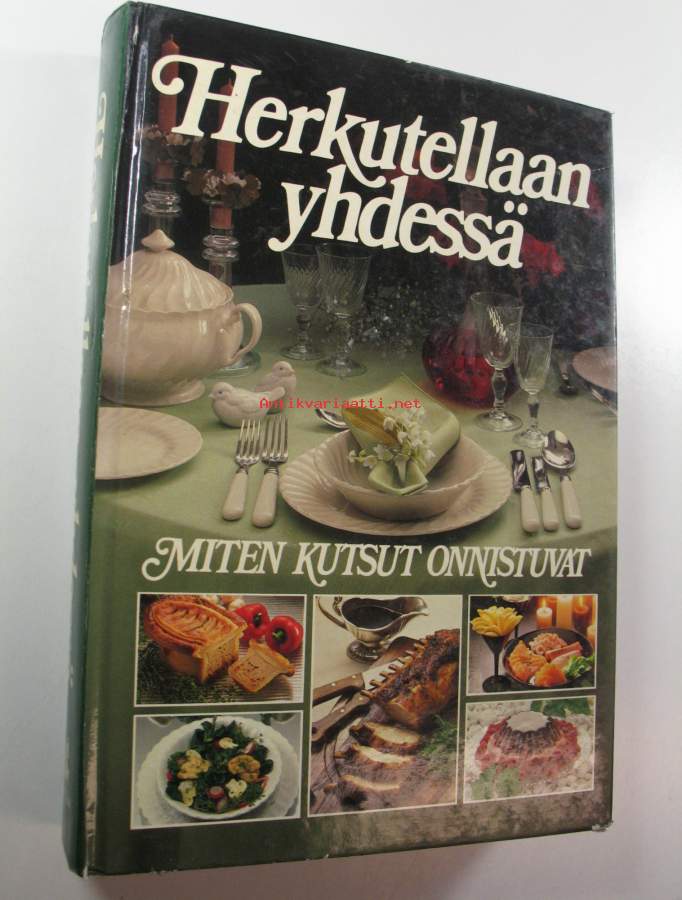 Herkutellaan
yhdessä
Antikvariaatti.net
MITEN KUTSUT ONNISTUVAT